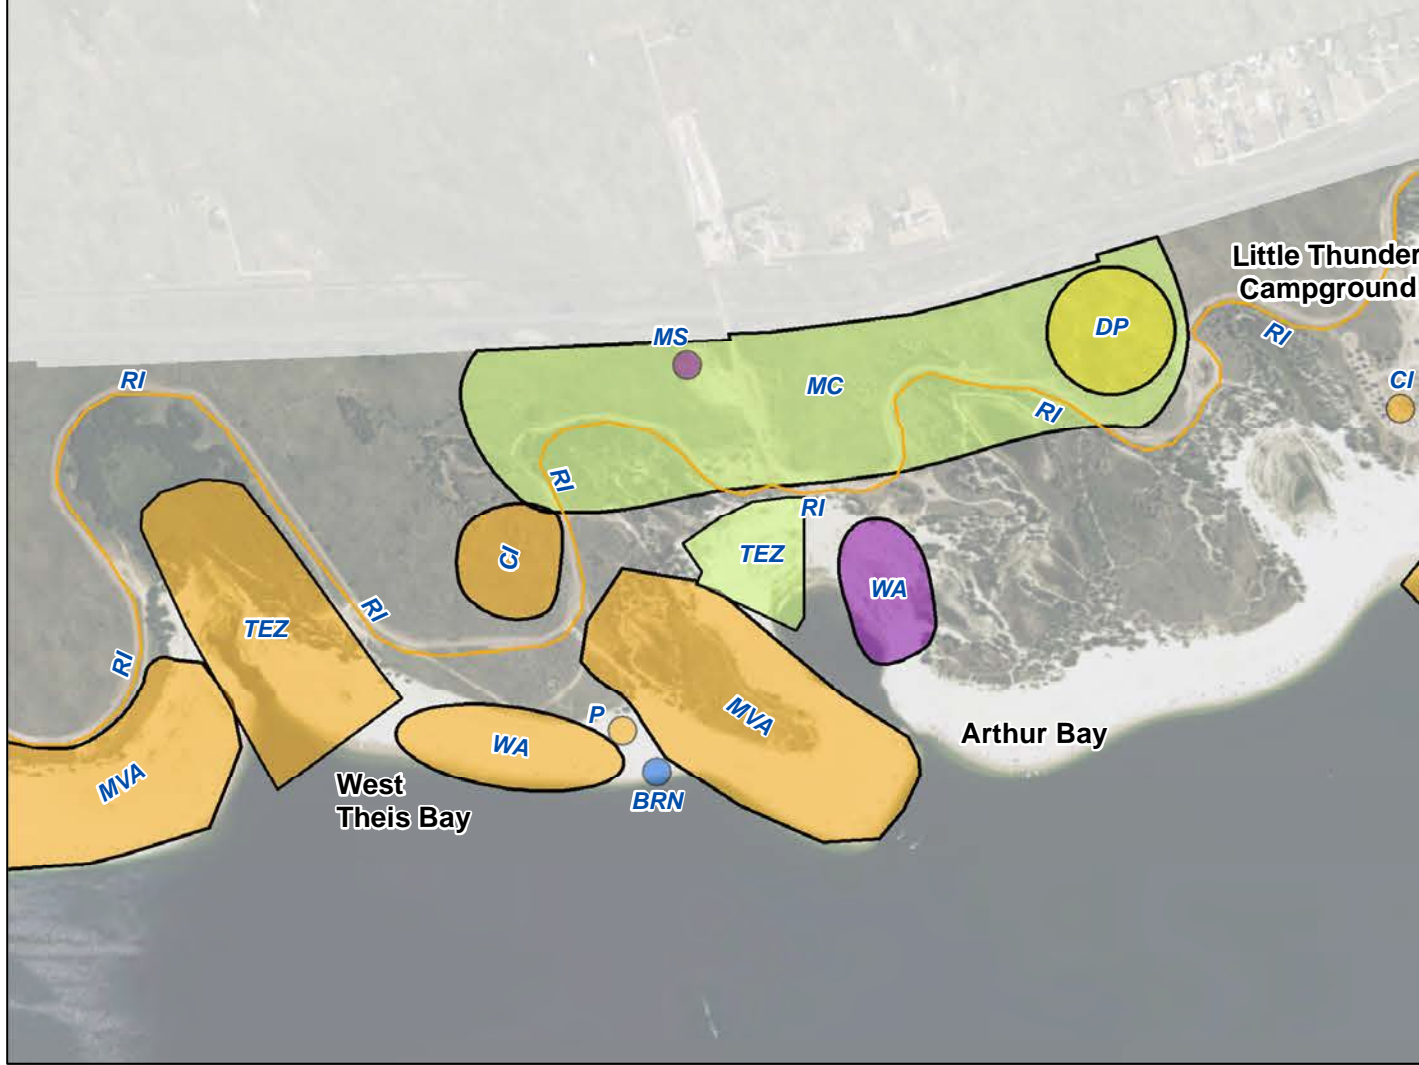 Little Thunder
Campground
RI
DP
MS
RI
CI
MC
RI
RI
RI
TEZ
CI
WA
RI
TEZ
RI
P
MVA
WA
Arthur Bay
MVA
West
Theis Bay
BRN